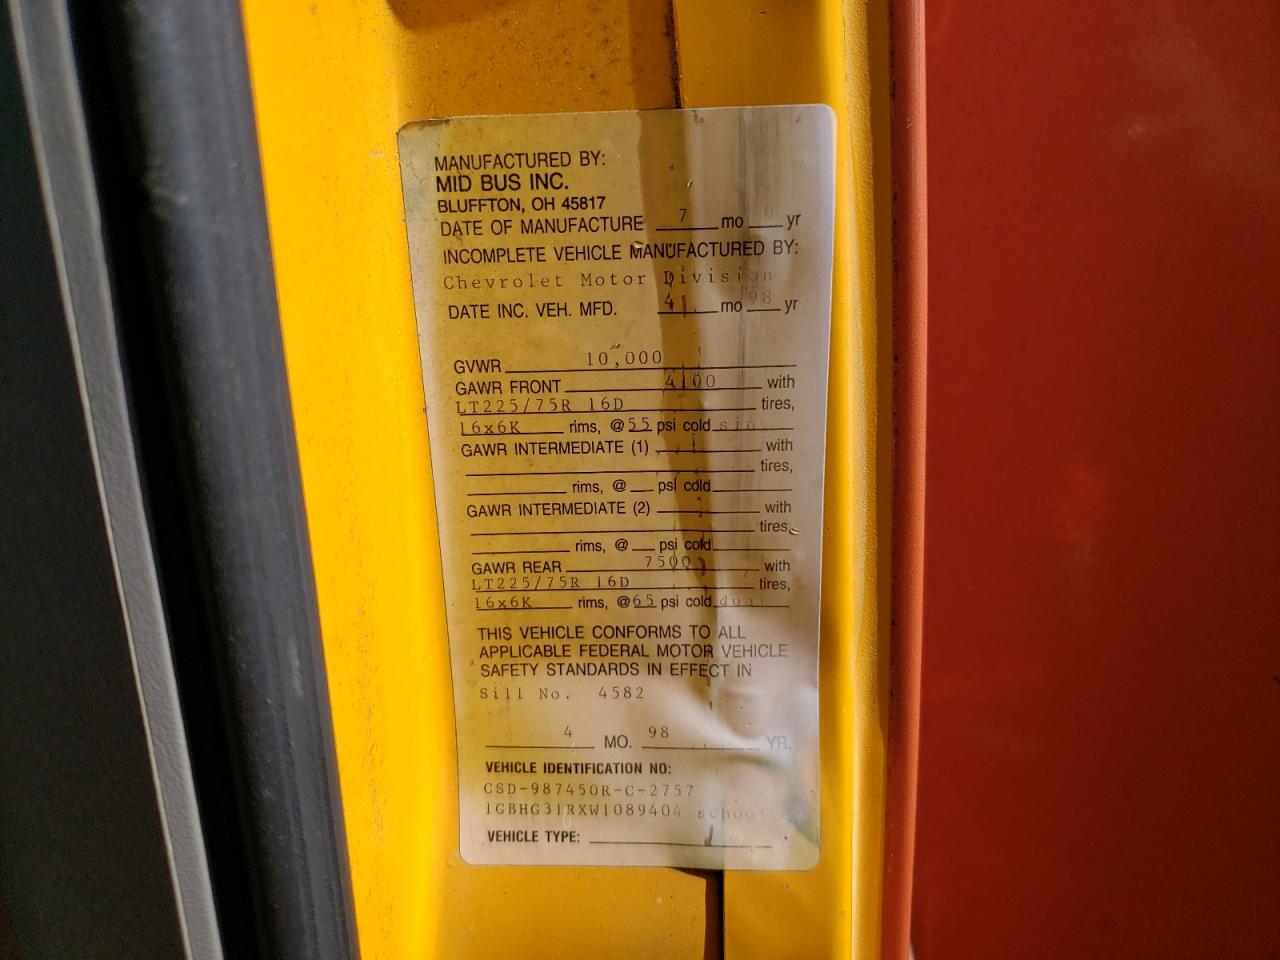 MANUFACTURED BY:
MID BUS INC.
BLUFFTON, OH 45817
DATE OF MANUFACTURE 7 mo yr
INCOMPLETE VEHICLE MANUFACTURED BY:
Chevrolet Motor Division
DATE INC. VEH. MFD. 4 mo 98 yr
GVWR 10,000
GAWR FRONT 4100 with
LT225/75R 16D tires,
16x6K rims, @ 55 psi cold sin
GAWR INTERMEDIATE (1) with
tires,
rims, @ psi cold
GAWR INTERMEDIATE (2) with
tires,
rims, @ psi cold
GAWR REAR 7500 with
LT225/75R 16D tires,
16x6K rims, @ 65 psi cold dual
THIS VEHICLE CONFORMS TO ALL
APPLICABLE FEDERAL MOTOR VEHICLE
SAFETY STANDARDS IN EFFECT IN
Sill No. 4582
4 MO. 98 YR.
VEHICLE IDENTIFICATION NO:
CSD-987450R-C-2757
1GBHG31RXW1089404 school
VEHICLE TYPE: